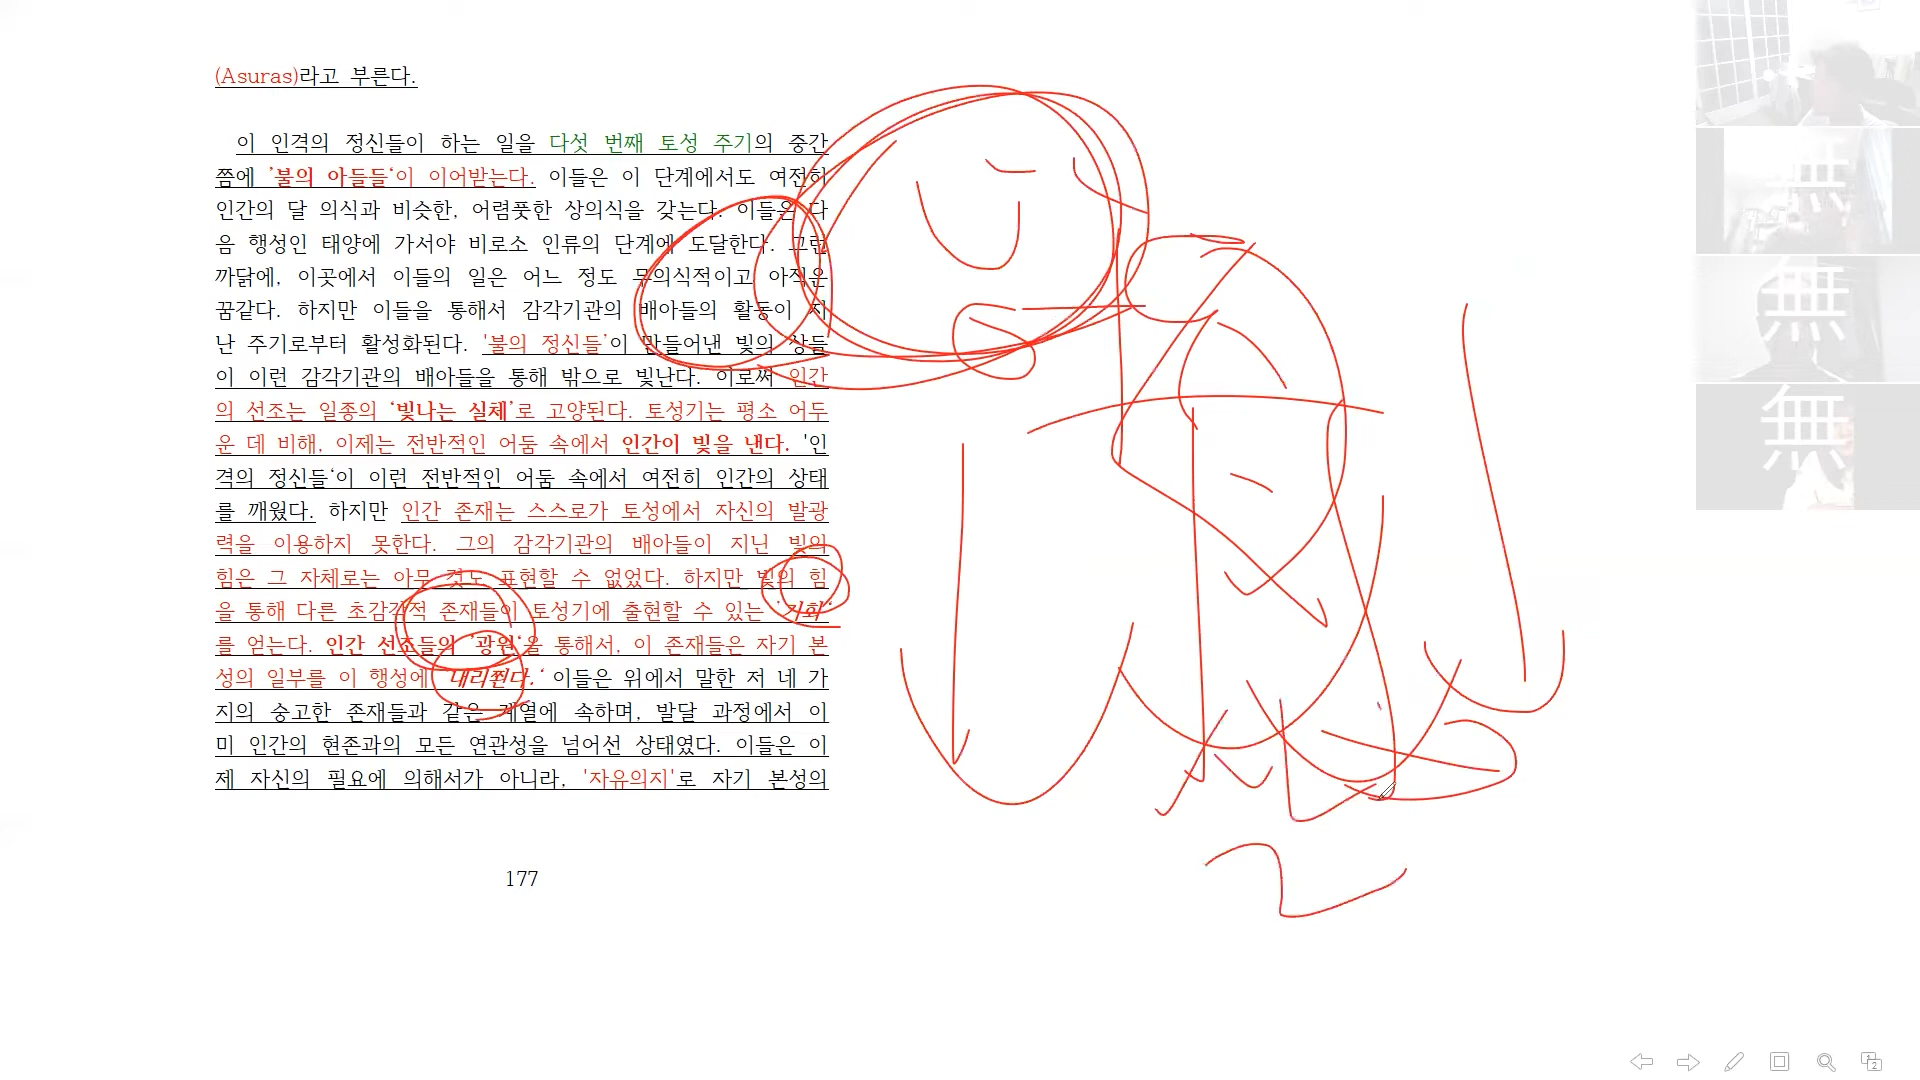 (Asuras)라고 부른다.
이 인격의 정신들이 하는 일을 다섯 번째 토성 주기의 중간
쯤에 '불의 아들들'이 이어받는다. 이들은 이 단계에서도 여전히
인간의 달 의식과 비슷한, 어렴풋한 상의식을 갖는다. 이들은 다
음 행성인 태양에 가서야 비로소 인류의 단계에 도달한다. 그런
까닭에, 이곳에서 이들의 일은 어느 정도 무의식적이고 아직은
꿈같다. 하지만 이들을 통해서 감각기관의 배아들의 활동이 지
난 주기로부터 활성화된다. '불의 정신들'이 만들어낸 빛의 상들
이 이런 감각기관의 배아들을 통해 밖으로 빛난다. 이로써 인간
의 선조는 일종의 '빛나는 실체'로 고양된다. 토성기는 평소 어두
운 데 비해, 이제는 전반적인 어둠 속에서 인간이 빛을 낸다. '인
격의 정신들'이 이런 전반적인 어둠 속에서 여전히 인간의 상태
를 깨웠다. 하지만 인간 존재는 스스로가 토성에서 자신의 발광
력을 이용하지 못한다. 그의 감각기관의 배아들이 지닌 빛의
힘은 그 자체로는 아무 것도 표현할 수 없었다. 하지만 빛의 힘
을 통해 다른 초감각적 존재들이 토성기에 출현할 수 있는 '기회'
를 얻는다. 인간 선조들의 '광원'을 통해서, 이 존재들은 자기 본
성의 일부를 이 행성에 '내리쬔다.' 이들은 위에서 말한 저 네 가
지의 숭고한 존재들과 같은 계열에 속하며, 발달 과정에서 이
미 인간의 현존과의 모든 연관성을 넘어선 상태였다. 이들은 이
제 자신의 필요에 의해서가 아니라, '자유의지'로 자기 본성의
177
無
無
無